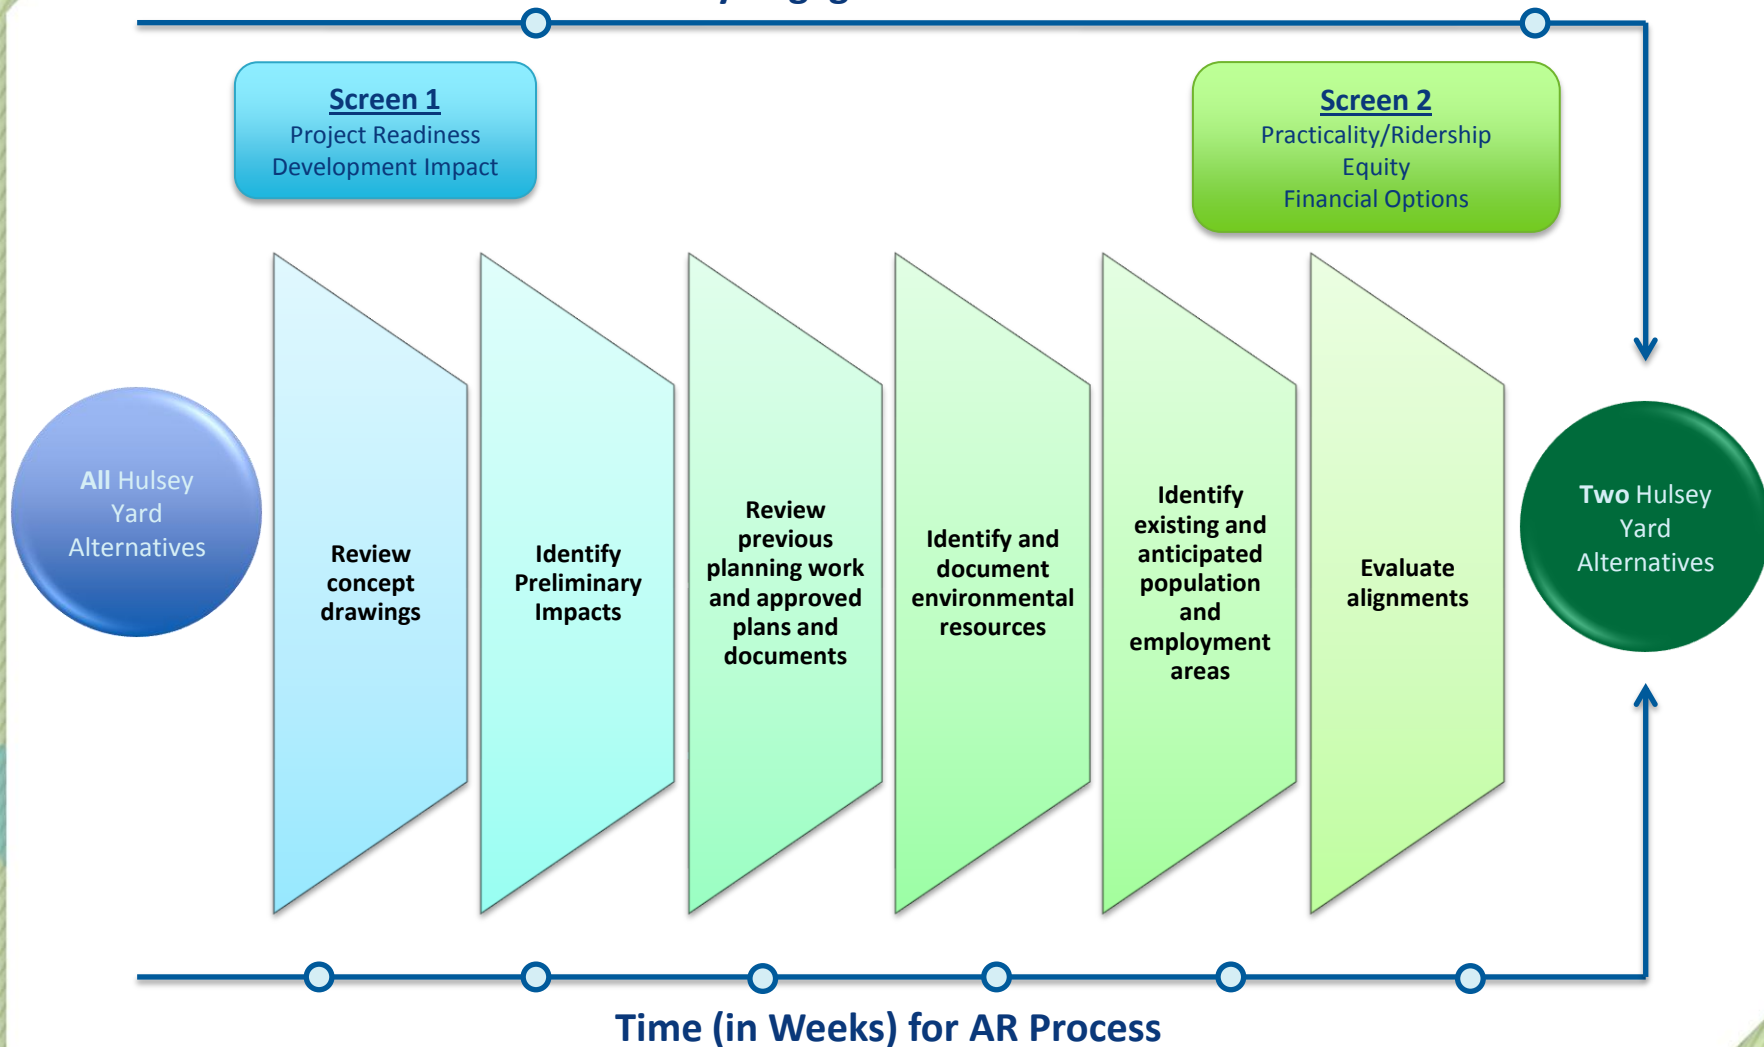 Screen 1
Project Readiness
Development Impact
Screen 2
Practicality/Ridership
Equity
Financial Options
All Hulsey
Yard
Alternatives
Review
concept
drawings
Identify
Preliminary
Impacts
Review
previous
planning work
and approved
plans and
documents
Identify and
document
environmental
resources
Identify
existing and
anticipated
population
and
employment
areas
Evaluate
alignments
Two Hulsey
Yard
Alternatives
Time (in Weeks) for AR Process